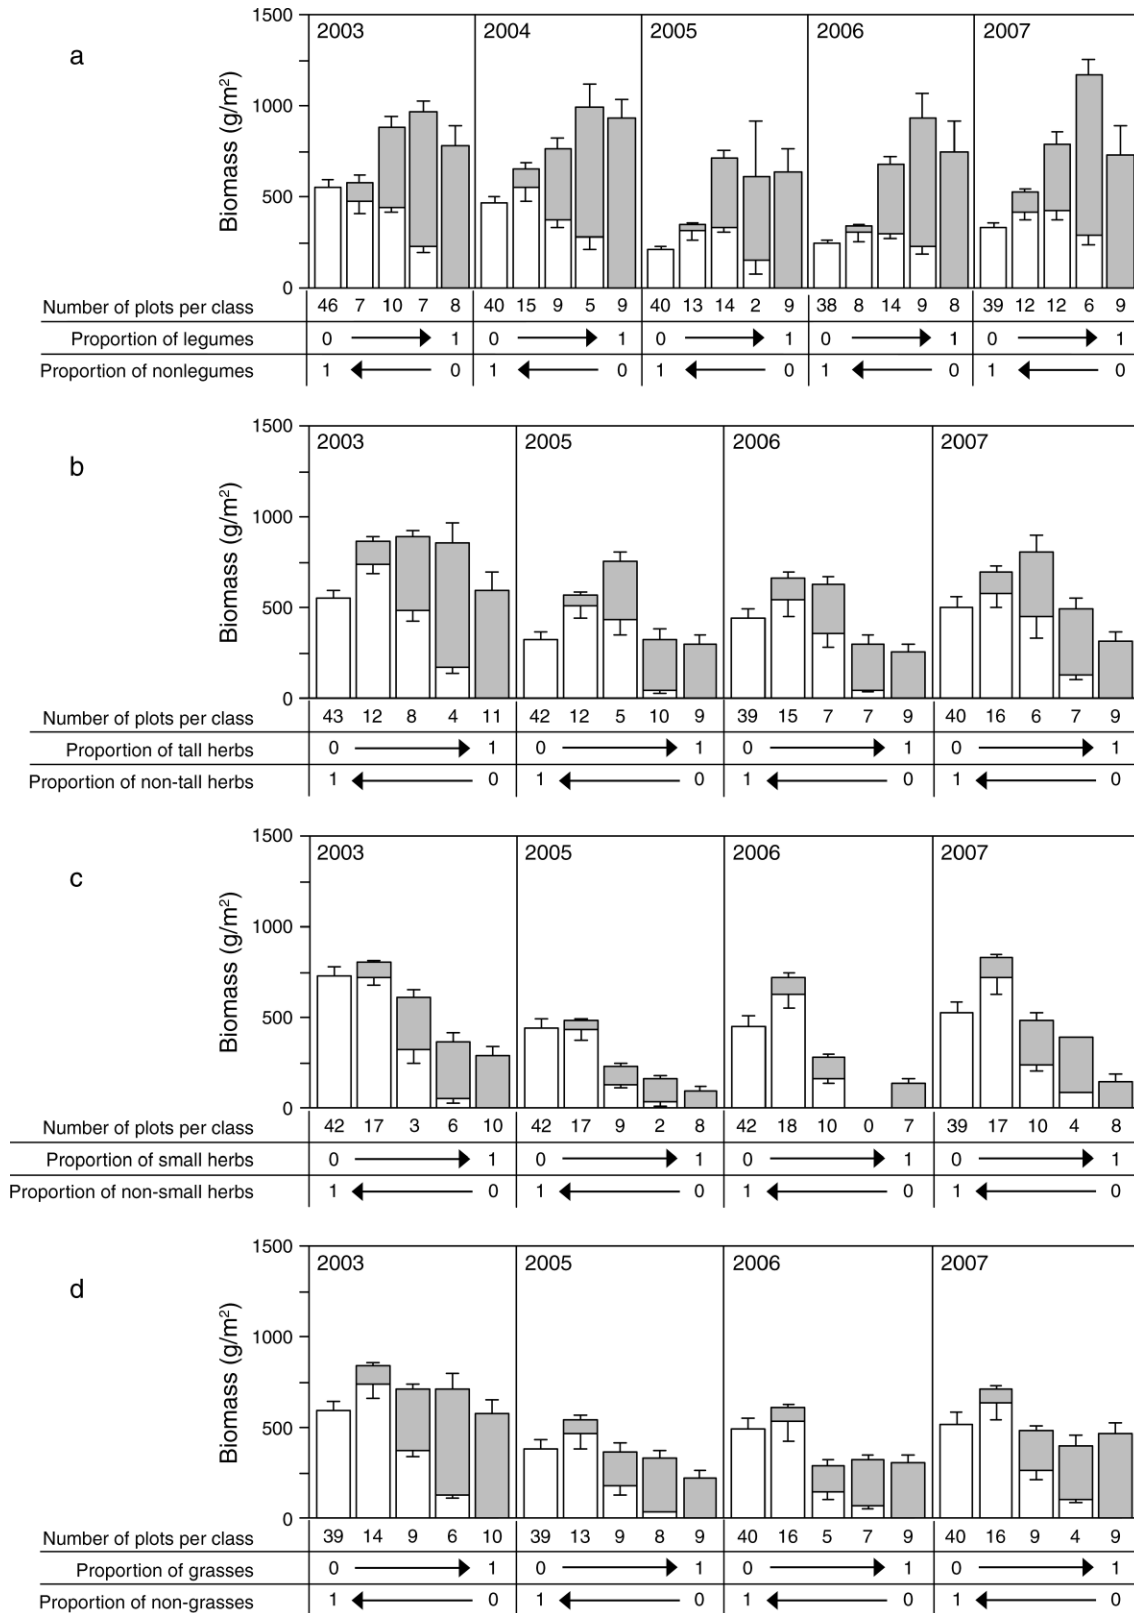 a
Biomass (g/m²)
1500
1000
500
0
2003 2004 2005 2006 2007
Number of plots per class 46 7 10 7 8 40 15 9 5 9 40 13 14 2 9 38 8 14 9 8 39 12 12 6 9
Proportion of legumes 0 1 0 1 0 1 0 1 0 1
Proportion of nonlegumes 1 0 1 0 1 0 1 0 1 0
b
Biomass (g/m²)
1500
1000
500
0
2003 2005 2006 2007
Number of plots per class 43 12 8 4 11 42 12 5 10 9 39 15 7 7 9 40 16 6 7 9
Proportion of tall herbs 0 1 0 1 0 1 0 1
Proportion of non-tall herbs 1 0 1 0 1 0 1 0
c
Biomass (g/m²)
1500
1000
500
0
2003 2005 2006 2007
Number of plots per class 42 17 3 6 10 42 17 9 2 8 42 18 10 0 7 39 17 10 4 8
Proportion of small herbs 0 1 0 1 0 1 0 1
Proportion of non-small herbs 1 0 1 0 1 0 1 0
d
Biomass (g/m²)
1500
1000
500
0
2003 2005 2006 2007
Number of plots per class 39 14 9 6 10 39 13 9 8 9 40 16 5 7 9 40 16 9 4 9
Proportion of grasses 0 1 0 1 0 1 0 1
Proportion of non-grasses 1 0 1 0 1 0 1 0